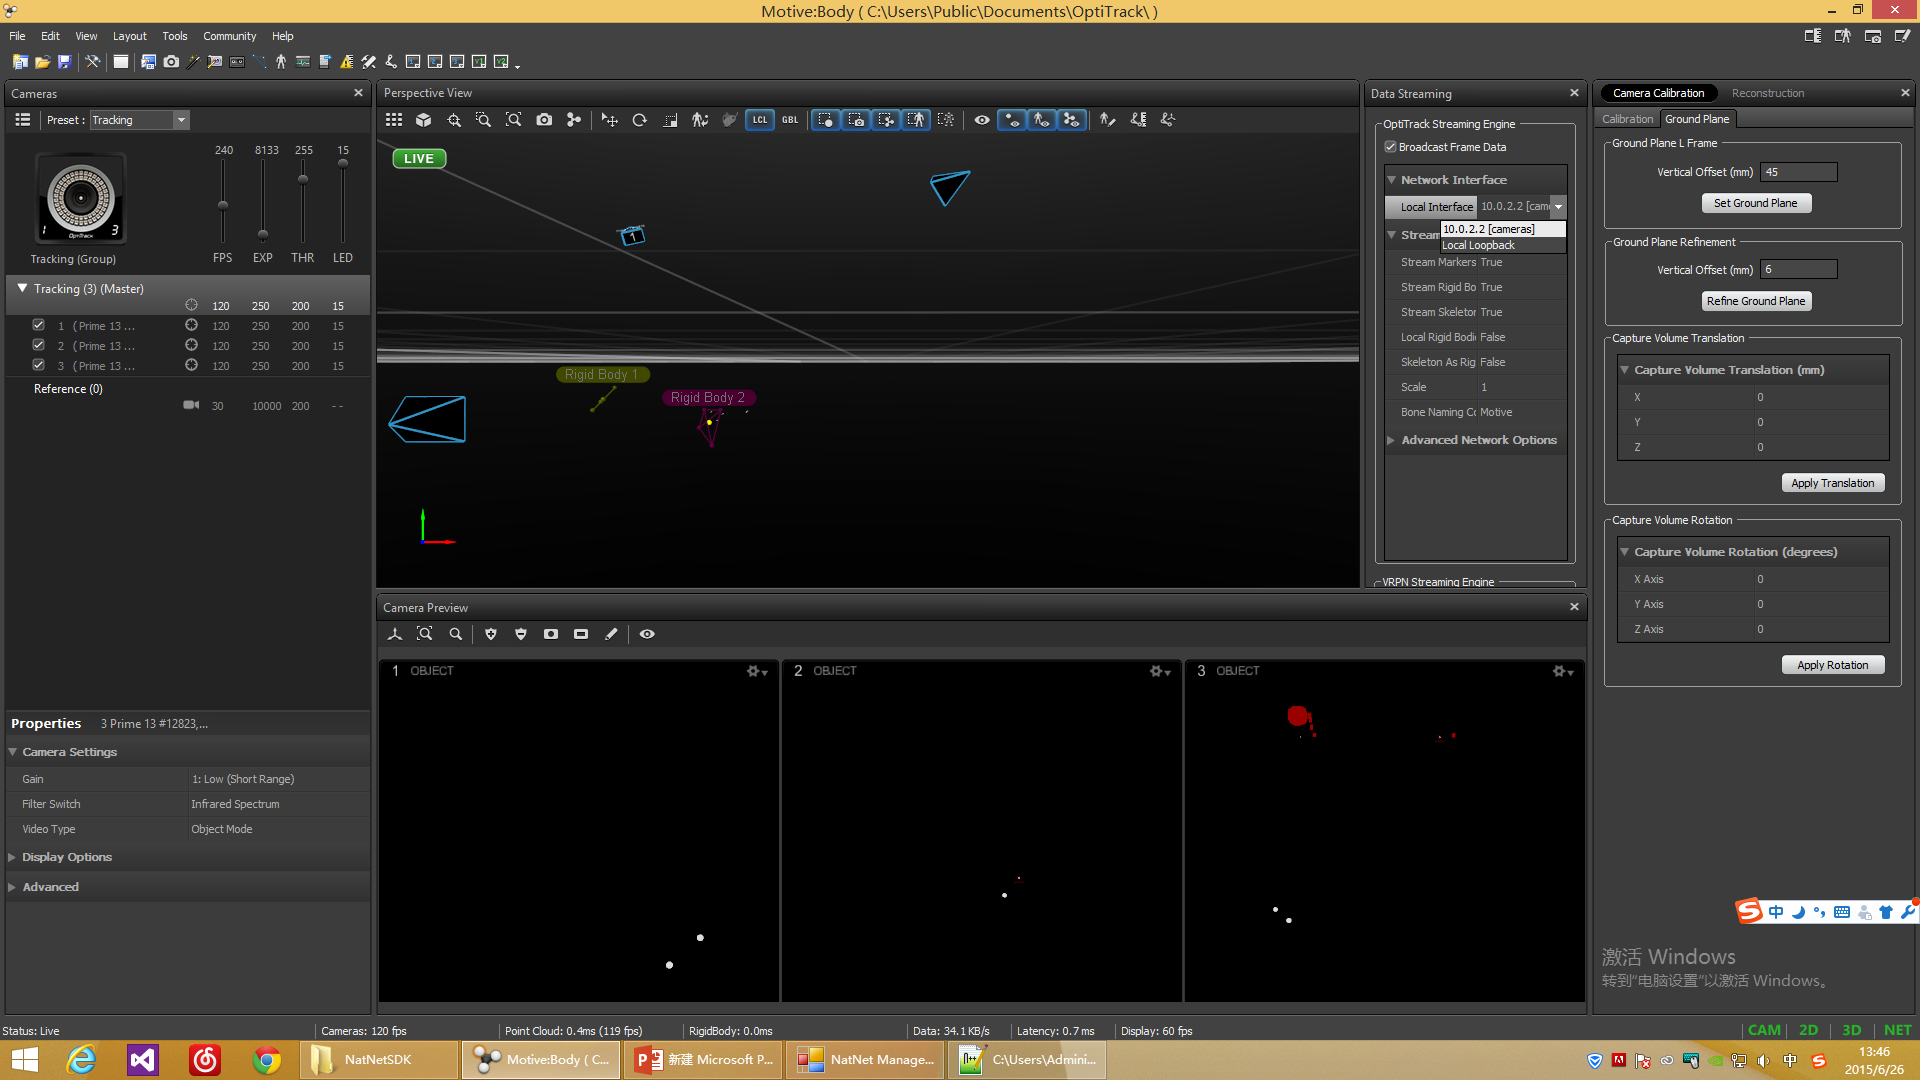 Motive:Body ( C:\Users\Public\Documents\OptiTrack\ )
File Edit View Layout Tools Community Help
Cameras
Preset : Tracking
240 8133 255 15
1 OptiTrack 3
Tracking (Group) FPS EXP THR LED
Tracking (3) (Master)
120 250 200 15
1 ( Prime 13 ... 120 250 200 15
2 ( Prime 13 ... 120 250 200 15
3 ( Prime 13 ... 120 250 200 15
Reference (0)
30 10000 200 - -
Properties 3 Prime 13 #12823,...
Camera Settings
Gain 1: Low (Short Range)
Filter Switch Infrared Spectrum
Video Type Object Mode
Display Options
Advanced
Perspective View
LCL GBL
LIVE
1
Rigid Body 1
Rigid Body 2
Camera Preview
1 OBJECT
2 OBJECT
3 OBJECT
Data Streaming
OptiTrack Streaming Engine
Broadcast Frame Data
Network Interface
Local Interface 10.0.2.2 [cam
10.0.2.2 [cameras]
Local Loopback
Stream
Stream Markers True
Stream Rigid Bo True
Stream Skeletor True
Local Rigid Bodi False
Skeleton As Rig False
Scale 1
Bone Naming Co Motive
Advanced Network Options
VRPN Streaming Engine
Camera Calibration Reconstruction
Calibration Ground Plane
Ground Plane L Frame
Vertical Offset (mm) 45
Set Ground Plane
Ground Plane Refinement
Vertical Offset (mm) 6
Refine Ground Plane
Capture Volume Translation
Capture Volume Translation (mm)
X 0
Y 0
Z 0
Apply Translation
Capture Volume Rotation
Capture Volume Rotation (degrees)
X Axis 0
Y Axis 0
Z Axis 0
Apply Rotation
S 中
激活 Windows
转到“电脑设置”以激活 Windows。
Status: Live Cameras: 120 fps Point Cloud: 0.4ms (119 fps) RigidBody: 0.0ms Data: 34.1KB/s Latency: 0.7 ms Display: 60 fps CAM 2D 3D NET
NatNetSDK Motive:Body ( C... 新建 Microsoft P... NatNet Manage... C:\Users\Admini... 中 S 13:46
2015/6/26